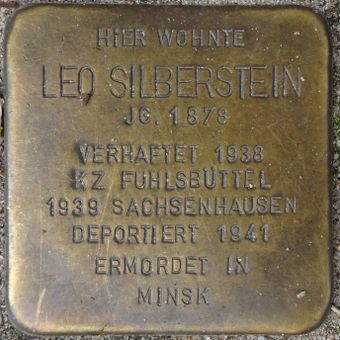 HIER WOHNTE
LEO SILBERSTEIN
JG. 1878
VERHAFTET 1938
KZ FUHLSBÜTTEL
1939 SACHSENHAUSEN
DEPORTIERT 1941
ERMORDET IN
MINSK